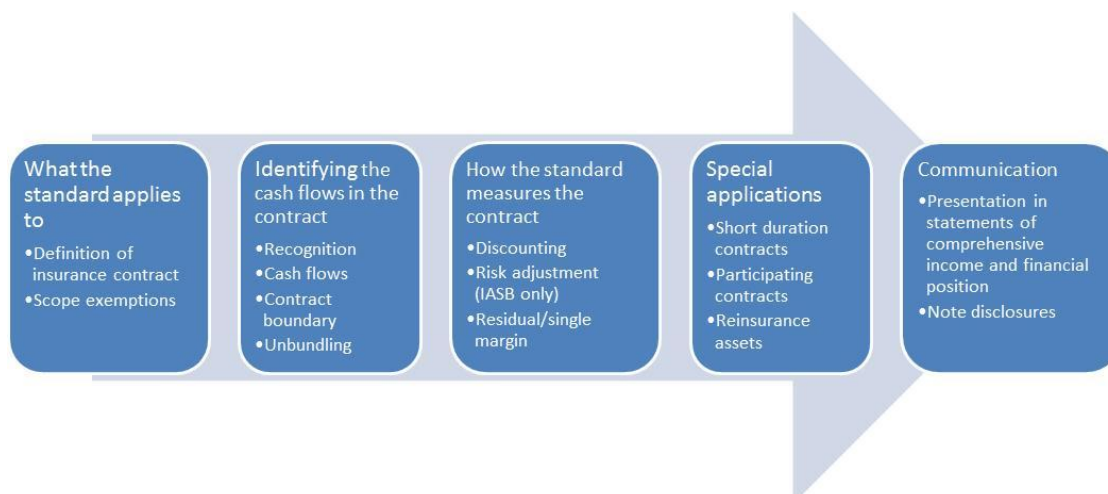 What the
standard applies
to
•Definition of
insurance contract
•Scope exemptions
Identifying the
cash flows in the
contract
•Recognition
•Cash flows
•Contract
boundary
•Unbundling
How the standard
measures the
contract
•Discounting
•Risk adjustment
(IASB only)
•Residual/single
margin
Special
applications
•Short duration
contracts
•Participating
contracts
•Reinsurance
assets
Communication
•Presentation in
statements of
comprehensive
income and financial
position
•Note disclosures